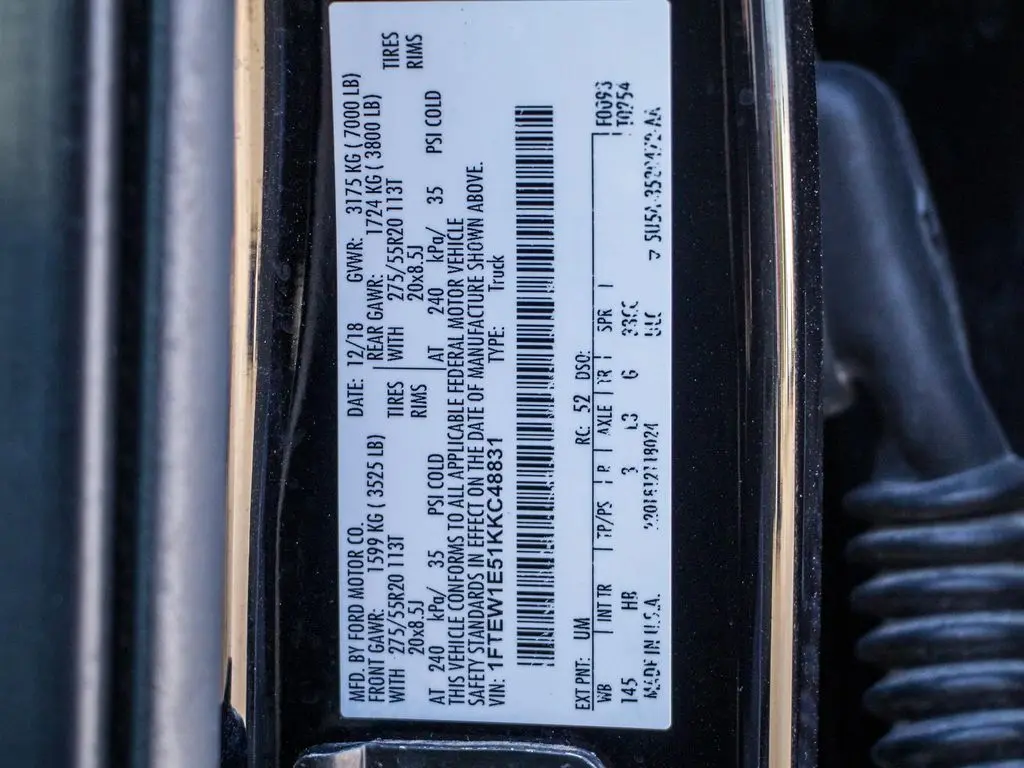 MFD. BY FORD MOTOR CO. DATE: 12/18 GVWR: 3175 KG ( 7000 LB)
FRONT GAWR: 1599 KG ( 3525 LB) REAR GAWR: 1724 KG ( 3800 LB)
WITH 275/55R20 113T TIRES WITH 275/55R20 113T TIRES
20x8.5J RIMS 20x8.5J RIMS
AT 240 kPa/ 35 PSI COLD AT 240 kPa/ 35 PSI COLD
THIS VEHICLE CONFORMS TO ALL APPLICABLE FEDERAL MOTOR VEHICLE
SAFETY STANDARDS IN EFFECT ON THE DATE OF MANUFACTURE SHOWN ABOVE.
VIN: 1FTEW1E51KKC48831 TYPE: Truck
EXT PNT: UM RC: 52 DSO:
WB INT TR TP/PS R AXLE TR SPR F0093
T0754
145 HR 3 L3 6
MADE IN U.S.A.